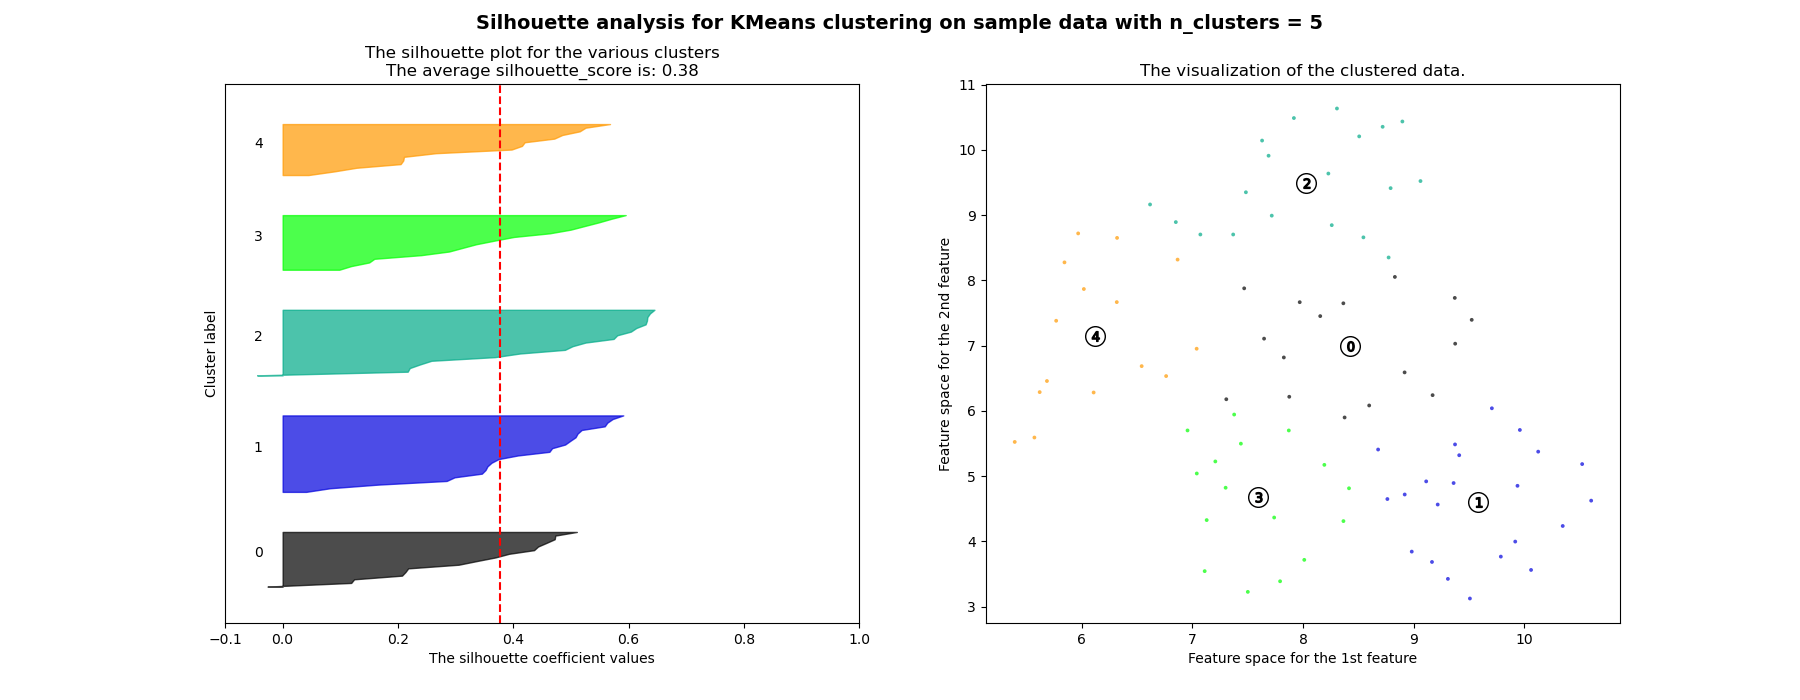 Silhouette analysis for KMeans clustering on sample data with n_clusters = 5
The silhouette plot for the various clusters
The average silhouette_score is: 0.38
4
3
2
1
0
Cluster label
−0.1 0.0 0.2 0.4 0.6 0.8 1.0
The silhouette coefficient values
The visualization of the clustered data.
11
10
9
8
7
6
5
4
3
Feature space for the 2nd feature
2
4
0
3
1
6 7 8 9 10
Feature space for the 1st feature